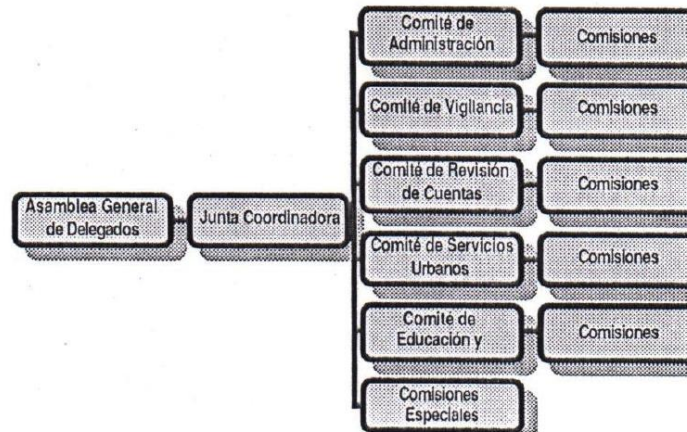 Comité de
Administración
Comisiones
Comité de Vigilancia
Comisiones
Comité de Revisión
de Cuentas
Comisiones
Asamblea General
de Delegados
Junta Coordinadora
Comité de Servicios
Urbanos
Comisiones
Comité de
Educación y
Comisiones
Comisiones
Especiales